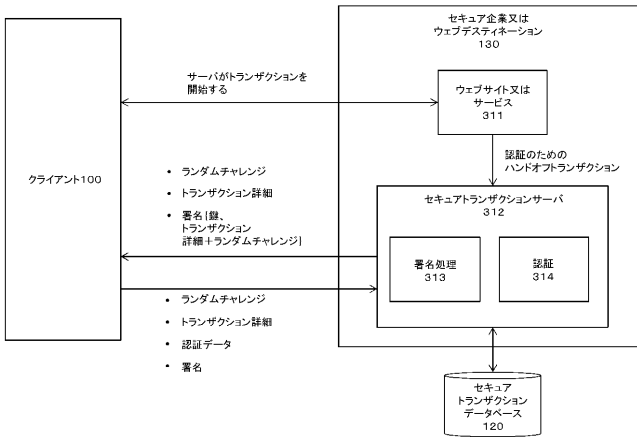 セキュア企業又は
ウェブデスティネーション
130
サーバがトランザクションを
開始する
ウェブサイト又は
サービス
311
認証のための
ハンドオフトランザクション
クライアント100
• ランダムチャレンジ
• トランザクション詳細
• 署名|鍵、
トランザクション
詳細+ランダムチャレンジ|
セキュアトランザクションサーバ
312
署名処理
313
認証
314
• ランダムチャレンジ
• トランザクション詳細
• 認証データ
• 署名
セキュア
トランザクション
データベース
120